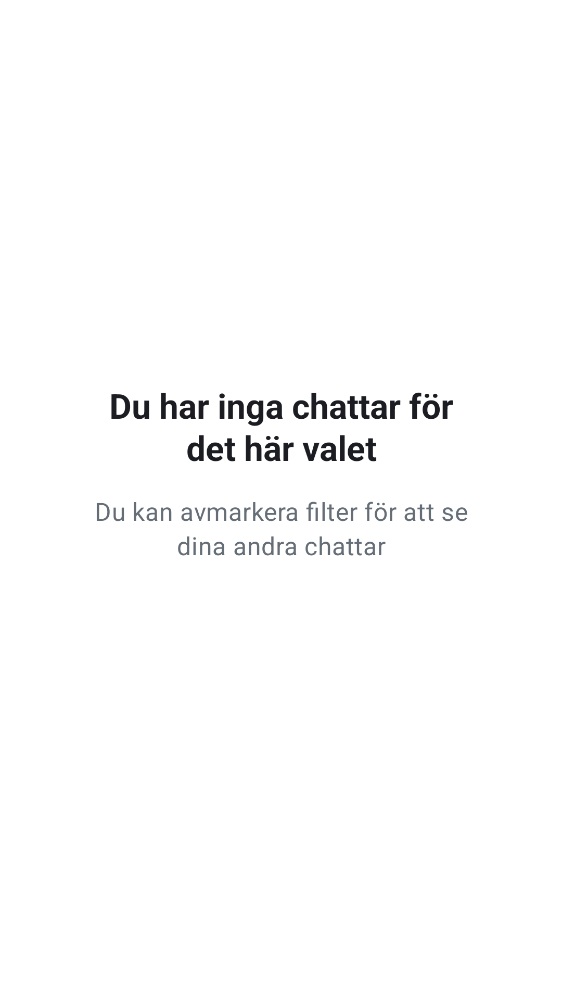 Du har inga chattar för
det här valet
Du kan avmarkera filter för att se
dina andra chattar